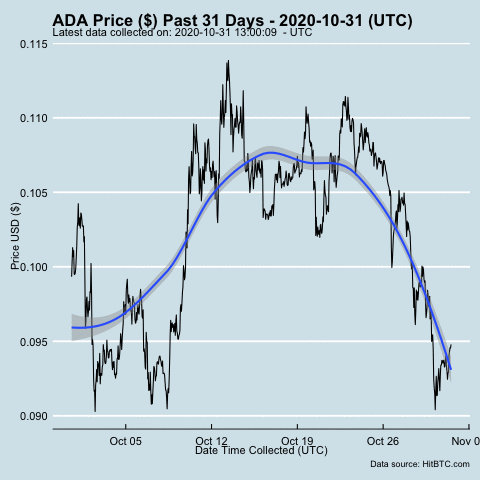 ADA Price ($) Past 31 Days - 2020-10-31 (UTC)
Latest data collected on: 2020-10-31 13:00:09 - UTC
0.115
0.110
0.105
0.100
0.095
0.090
Price USD ($)
Oct 05
Oct 12
Oct 19
Oct 26
Nov 0
Date Time Collected (UTC)
Data source: HitBTC.com